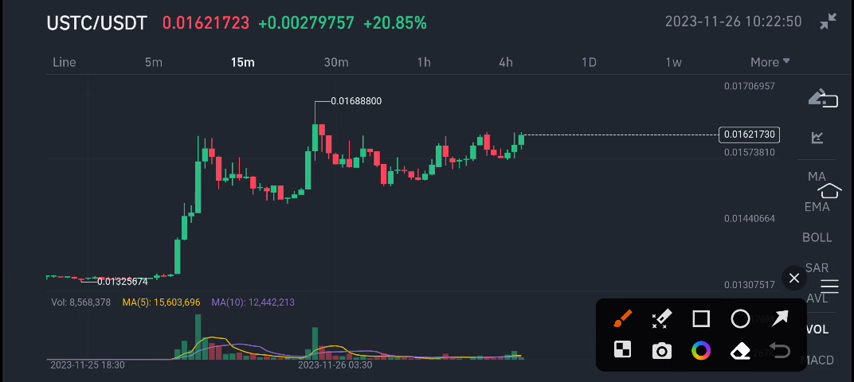 USTC/USDT 0.01621723 +0.00279757 +20.85% 2023-11-26 10:22:50
Line 5m 15m 30m 1h 4h 1D 1w More
0.01706957
0.01688800
0.01621730
0.01573810
MA
EMA
0.01440664
BOLL
SAR
0.01325674
0.01307517
AVL
Vol: 8,568,378 MA(5): 15,603,696 MA(10): 12,442,213
VOL
MACD
2023-11-25 18:30 2023-11-26 03:30